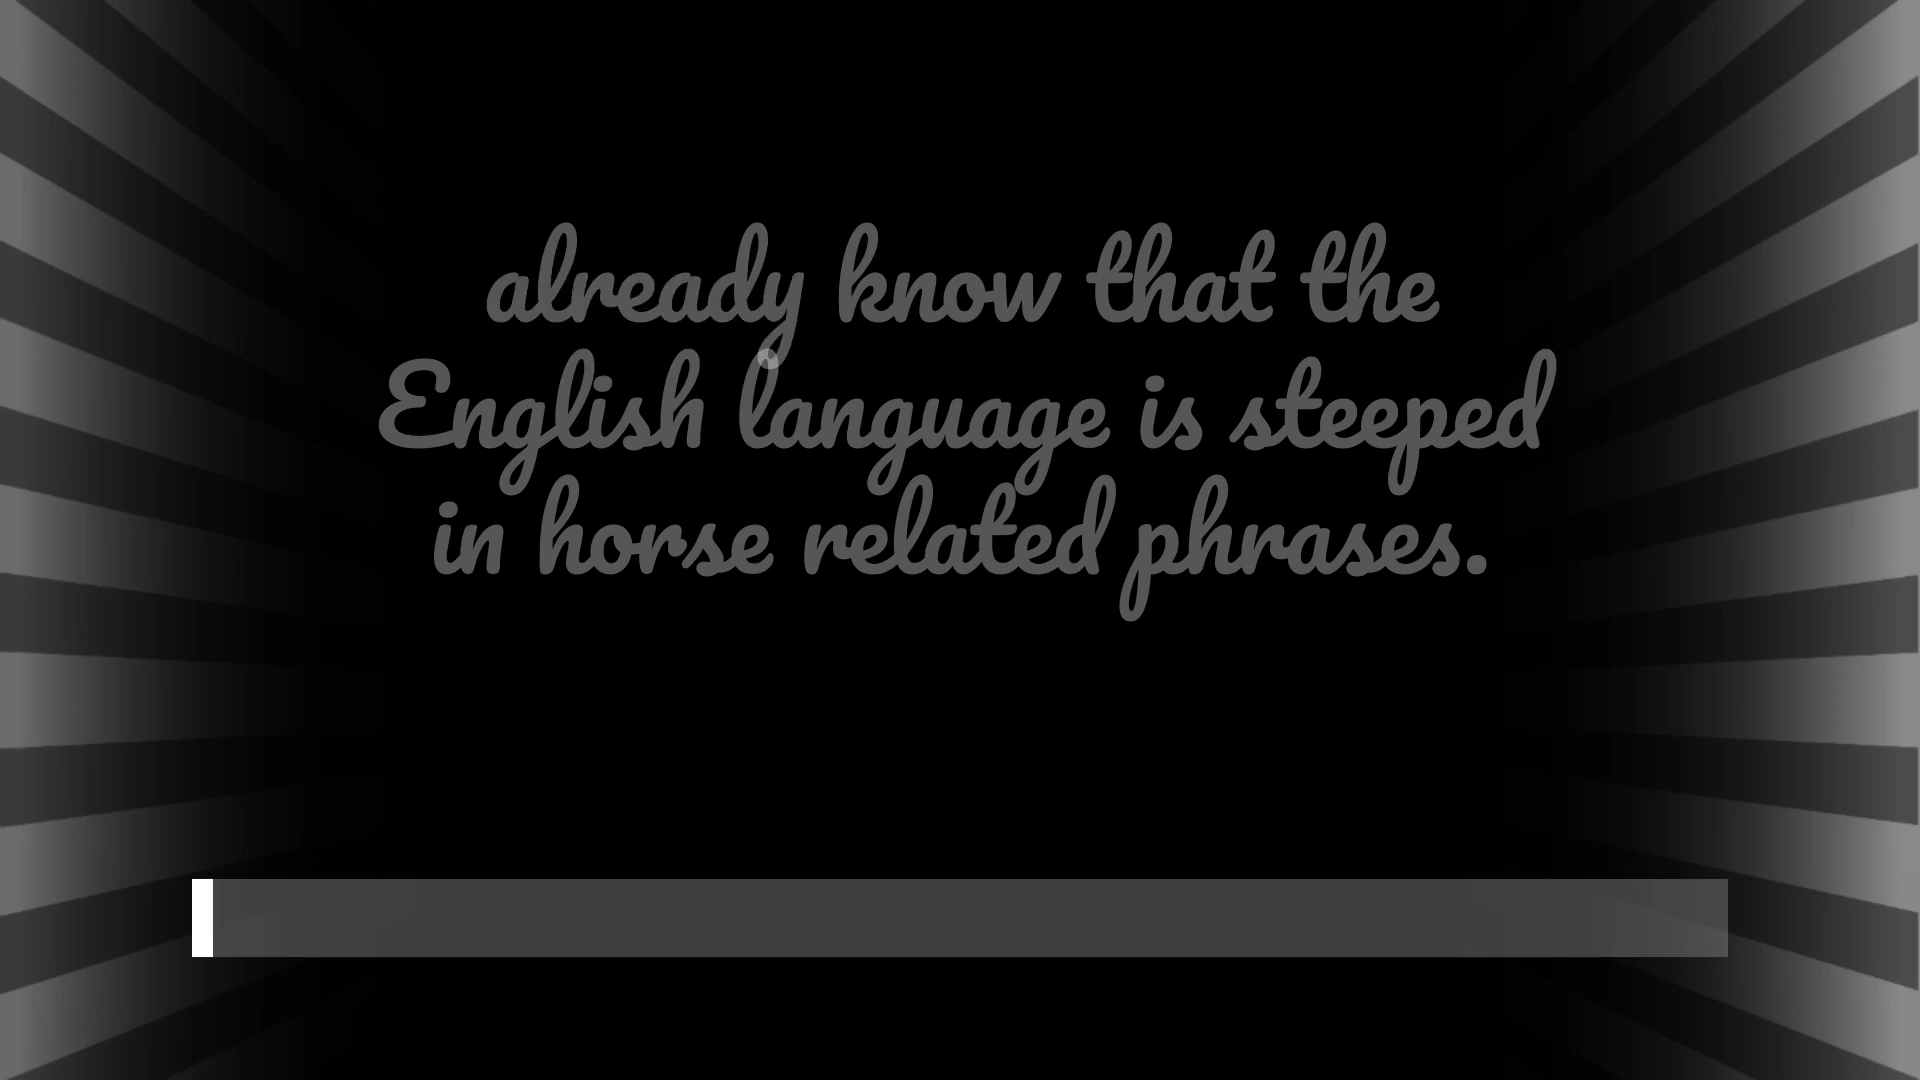 already know that the
English language is steeped
in horse related phrases.